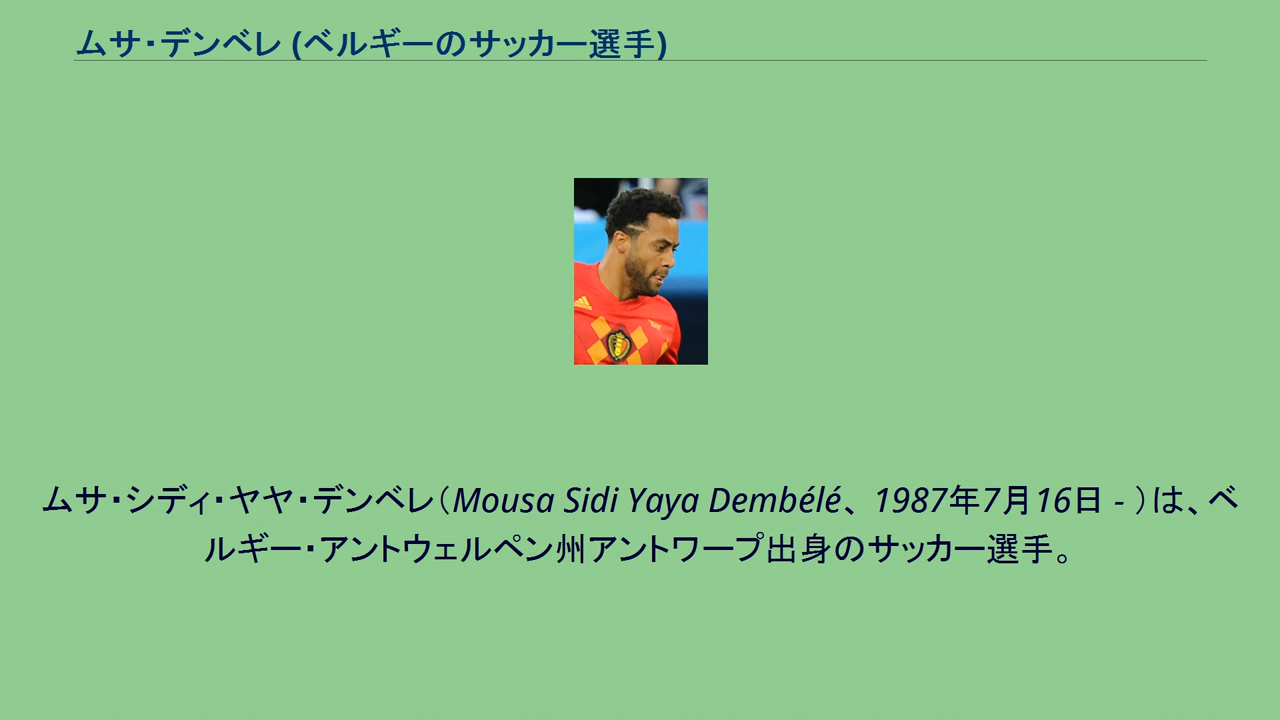 ムサ・デンベレ (ベルギーのサッカー選手)
ムサ・シディ・ヤヤ・デンベレ（Mousa Sidi Yaya Dembélé、1987年7月16日 - ）は、ベ
ルギー・アントウェルペン州アントワープ出身のサッカー選手。